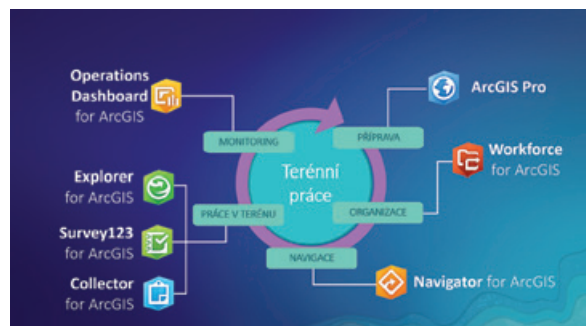 Operations
Dashboard
for ArcGIS
ArcGIS Pro
MONITORING
PŘÍPRAVA
Workforce
for ArcGIS
Explorer
for ArcGIS
Terénní
práce
PRÁCE V TERÉNU
ORGANIZACE
Survey123
for ArcGIS
NAVIGACE
Collector
for ArcGIS
Navigator for ArcGIS